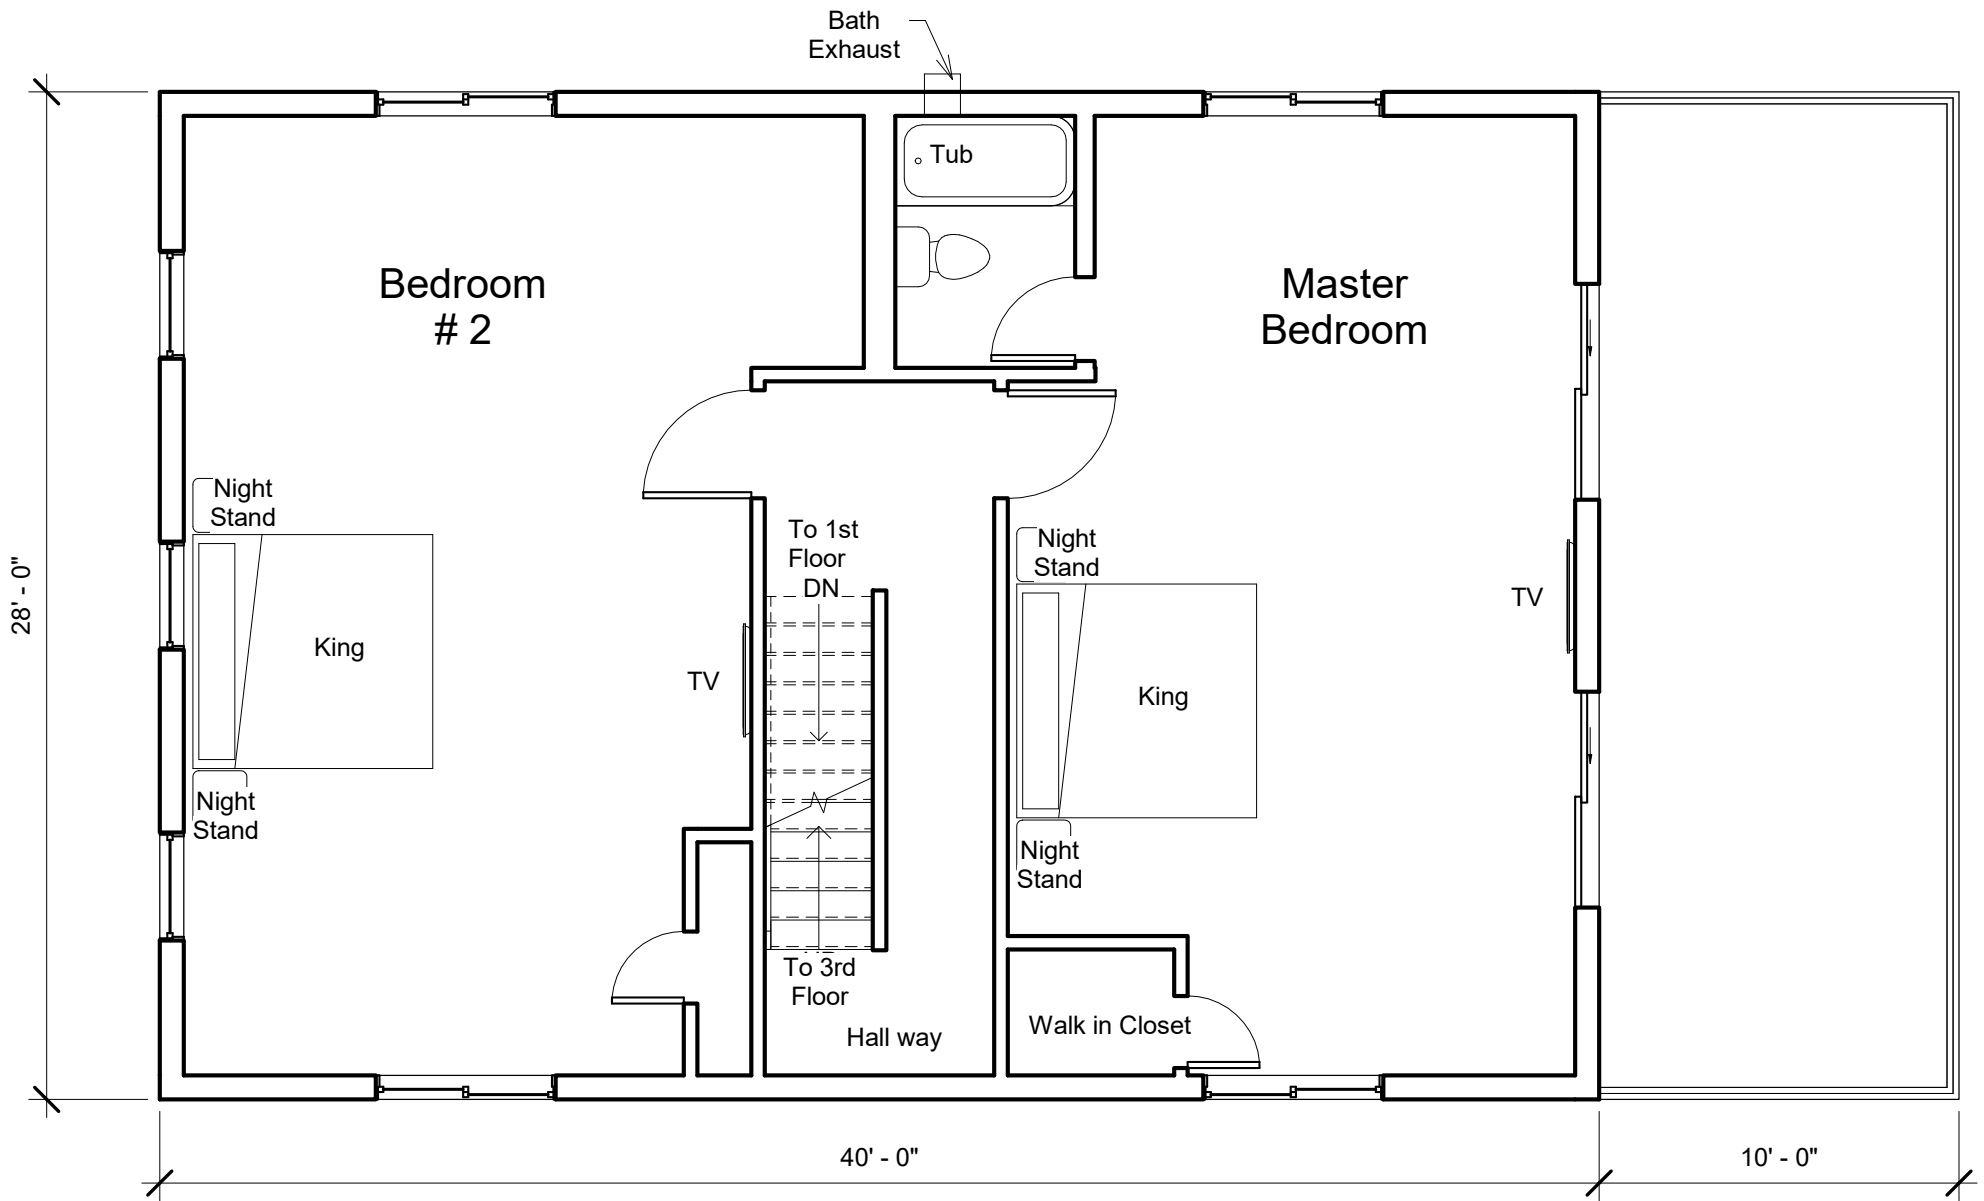 Bath
Exhaust
Tub
Bedroom
# 2
Master
Bedroom
Night
Stand
King
Night
Stand
TV
To 1st
Floor
DN
To 3rd
Floor
Hall way
Night
Stand
King
Night
Stand
TV
Walk in Closet
28' - 0"
40' - 0"
10' - 0"